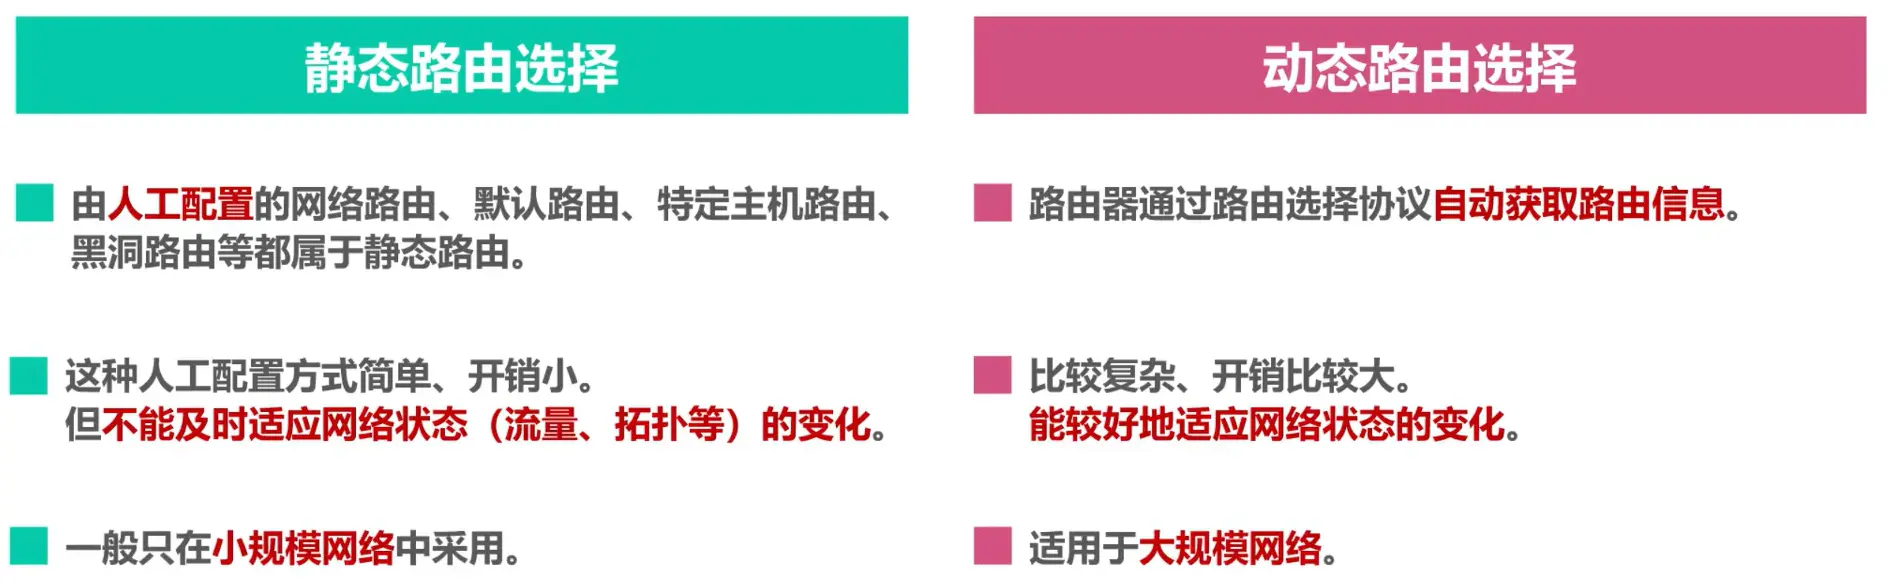 静态路由选择
由人工配置的网络路由、默认路由、特定主机路由、
黑洞路由等都属于静态路由。
这种人工配置方式简单、开销小。
但不能及时适应网络状态（流量、拓扑等）的变化。
一般只在小规模网络中采用。
动态路由选择
路由器通过路由选择协议自动获取路由信息。
比较复杂、开销比较大。
能较好地适应网络状态的变化。
适用于大规模网络。